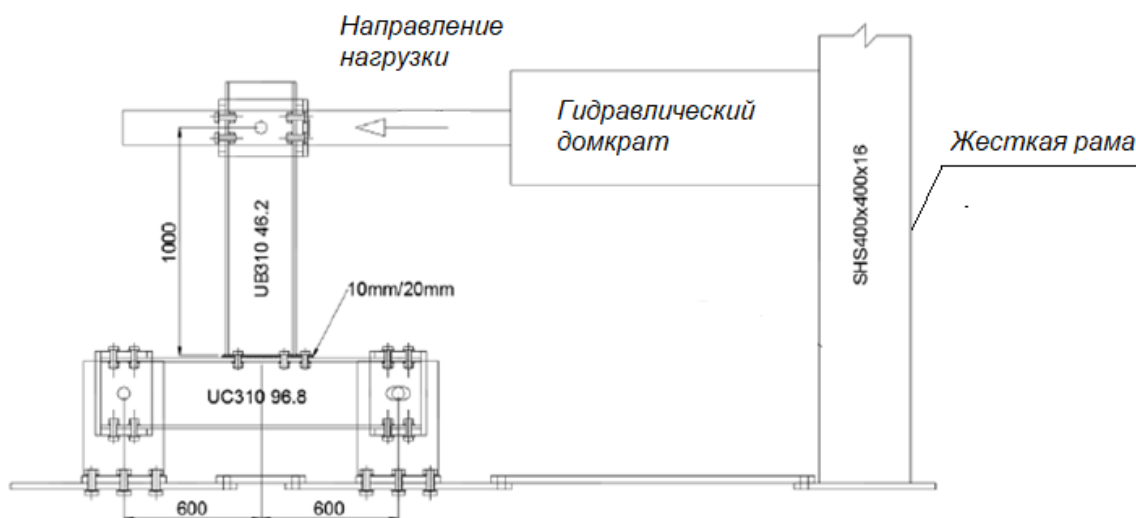 Направление
нагрузки
Гидравлический
домкрат
Жесткая рама
1000
UB310 46.2
SHS400x400x16
10mm/20mm
UC310 96.8
600
600